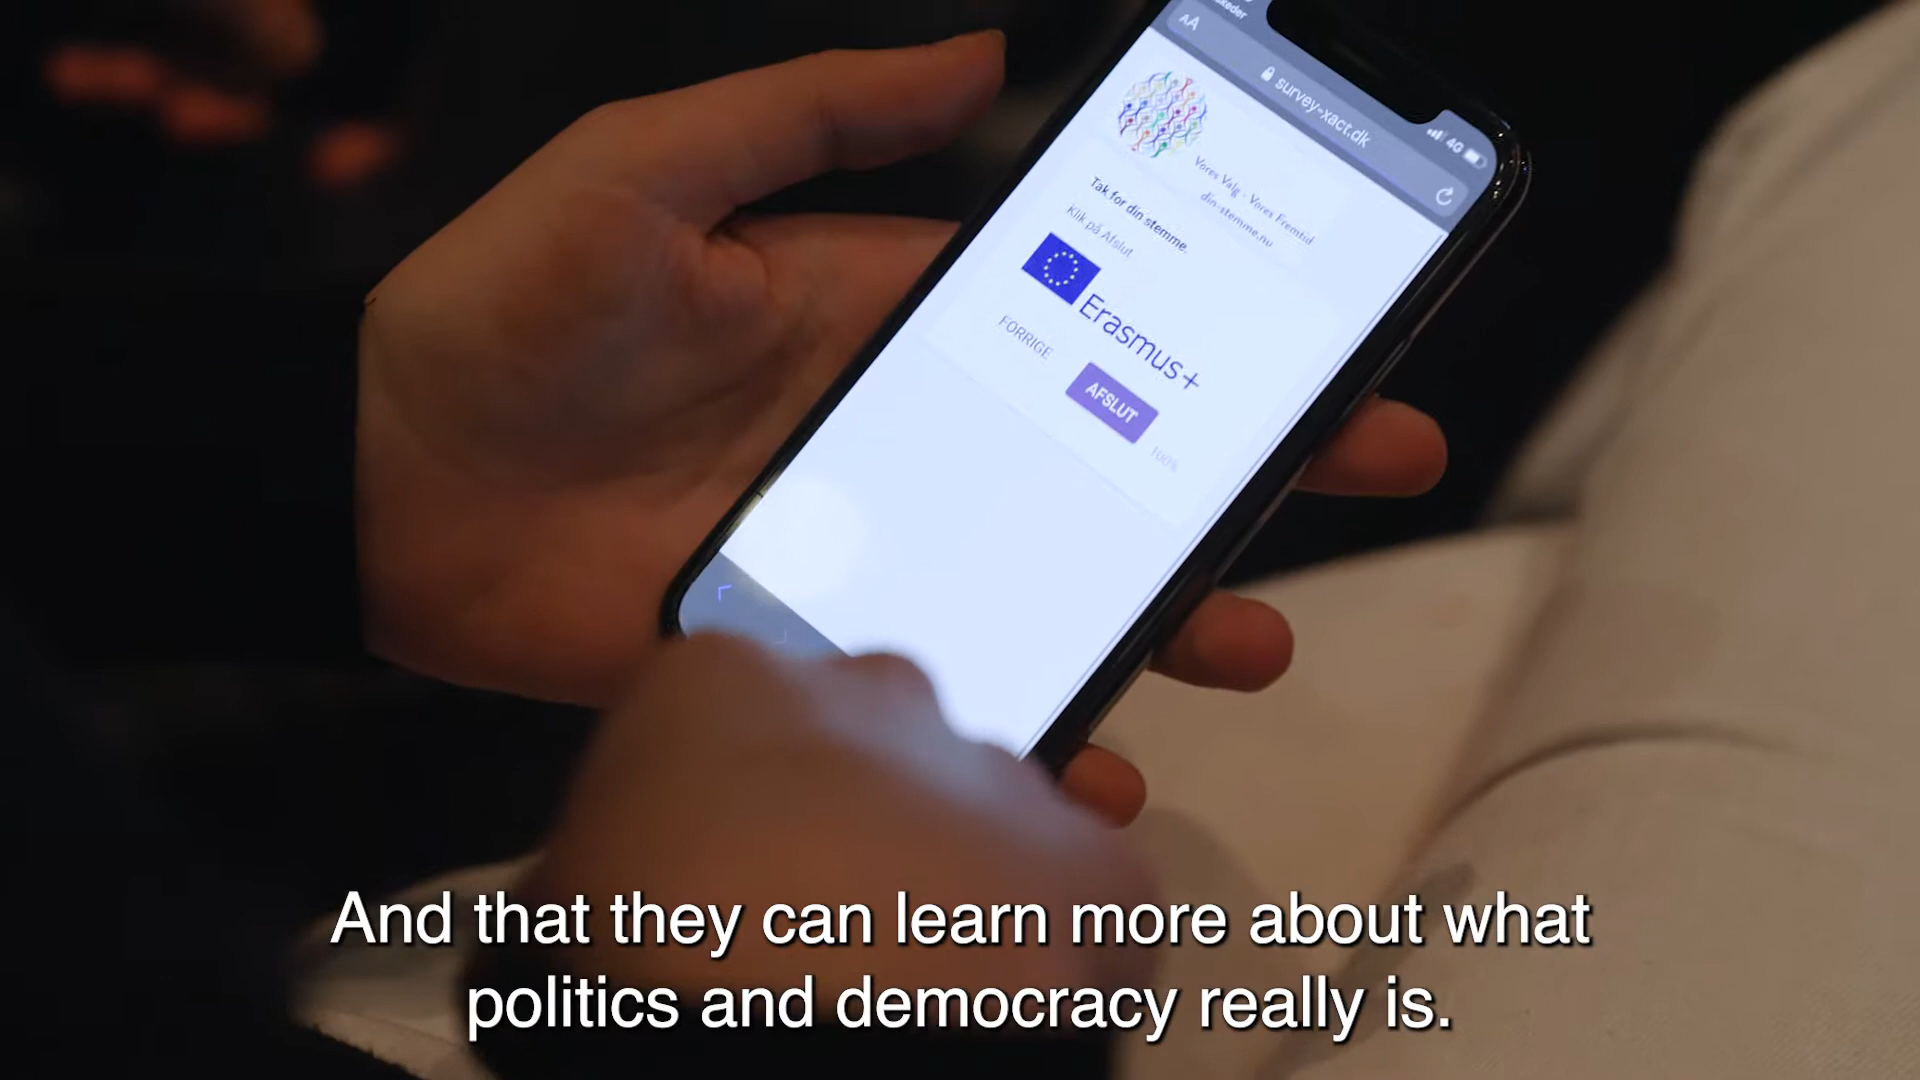 AA
survey-xact.dk
4G
Vores Valg - Vores Fremtid
din-stemme.nu
Tak for din stemme.
Klik på Afslut
Erasmus+
FORRIGE
AFSLUT
100%
And that they can learn more about what
politics and democracy really is.